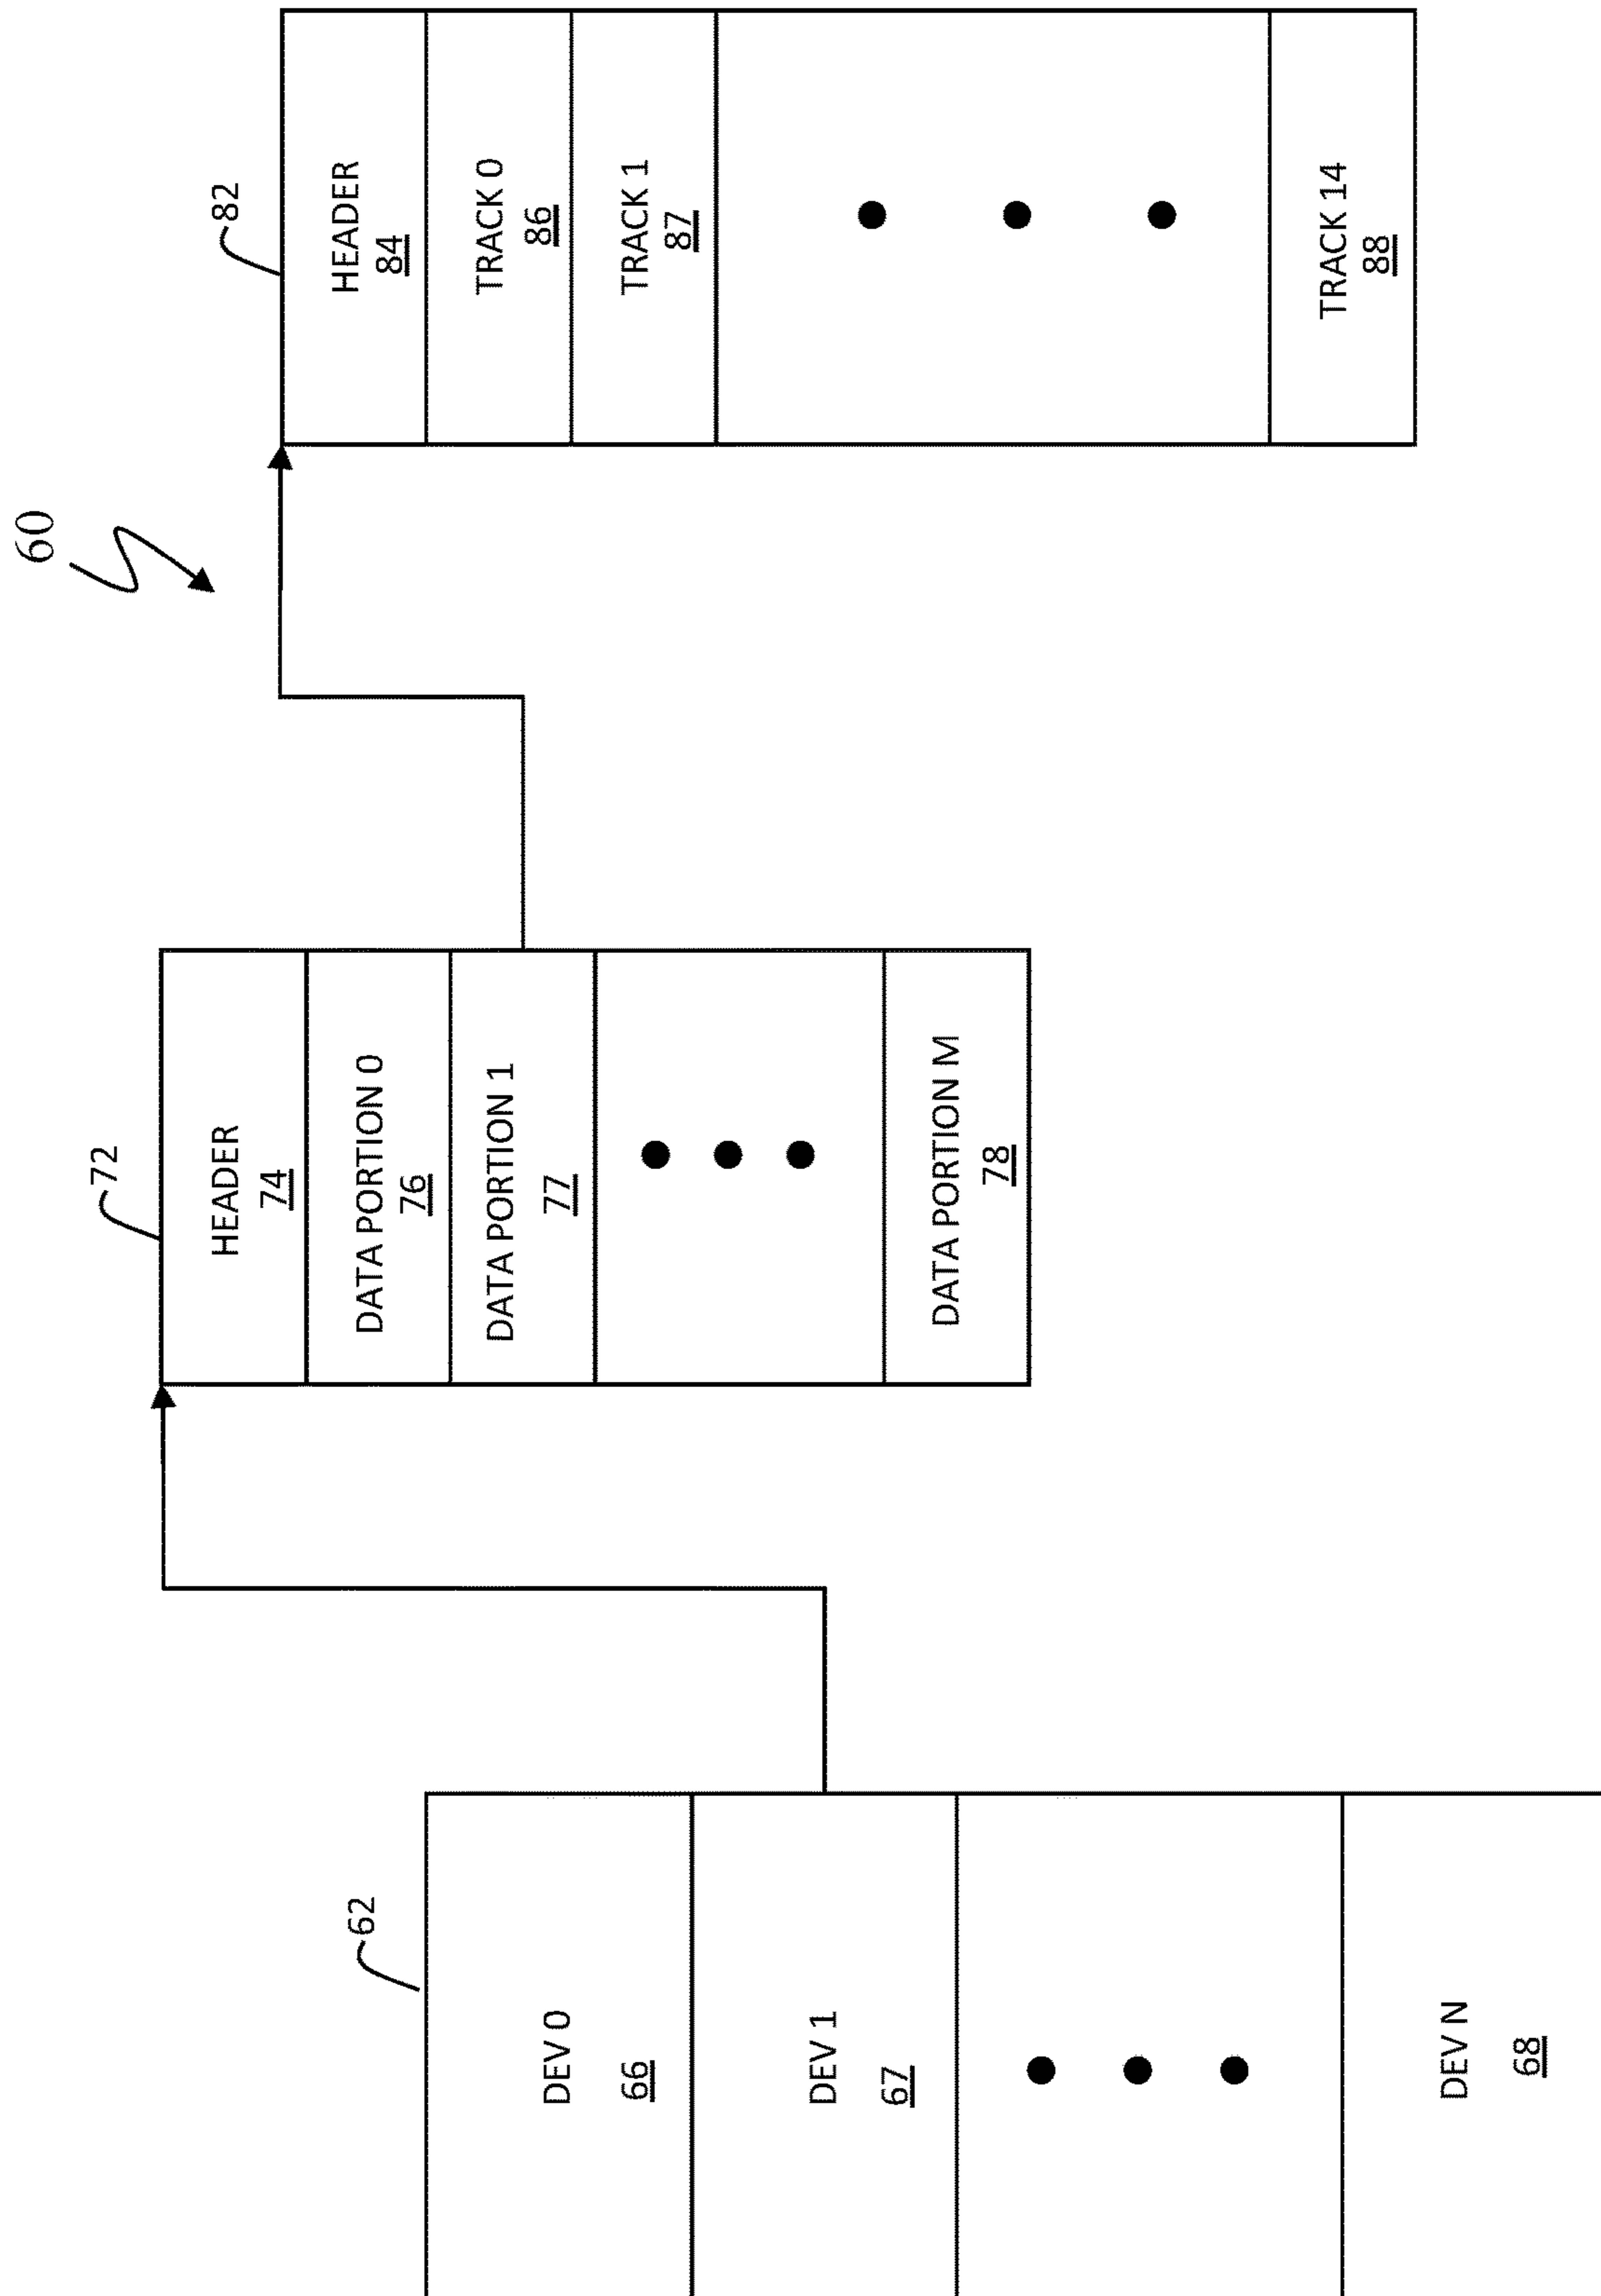 60
62
DEV 0
66
DEV 1
67
DEV N
68
72
HEADER
74
DATA PORTION 0
76
DATA PORTION 1
77
DATA PORTION M
78
82
HEADER
84
TRACK 0
86
TRACK 1
87
TRACK 14
88